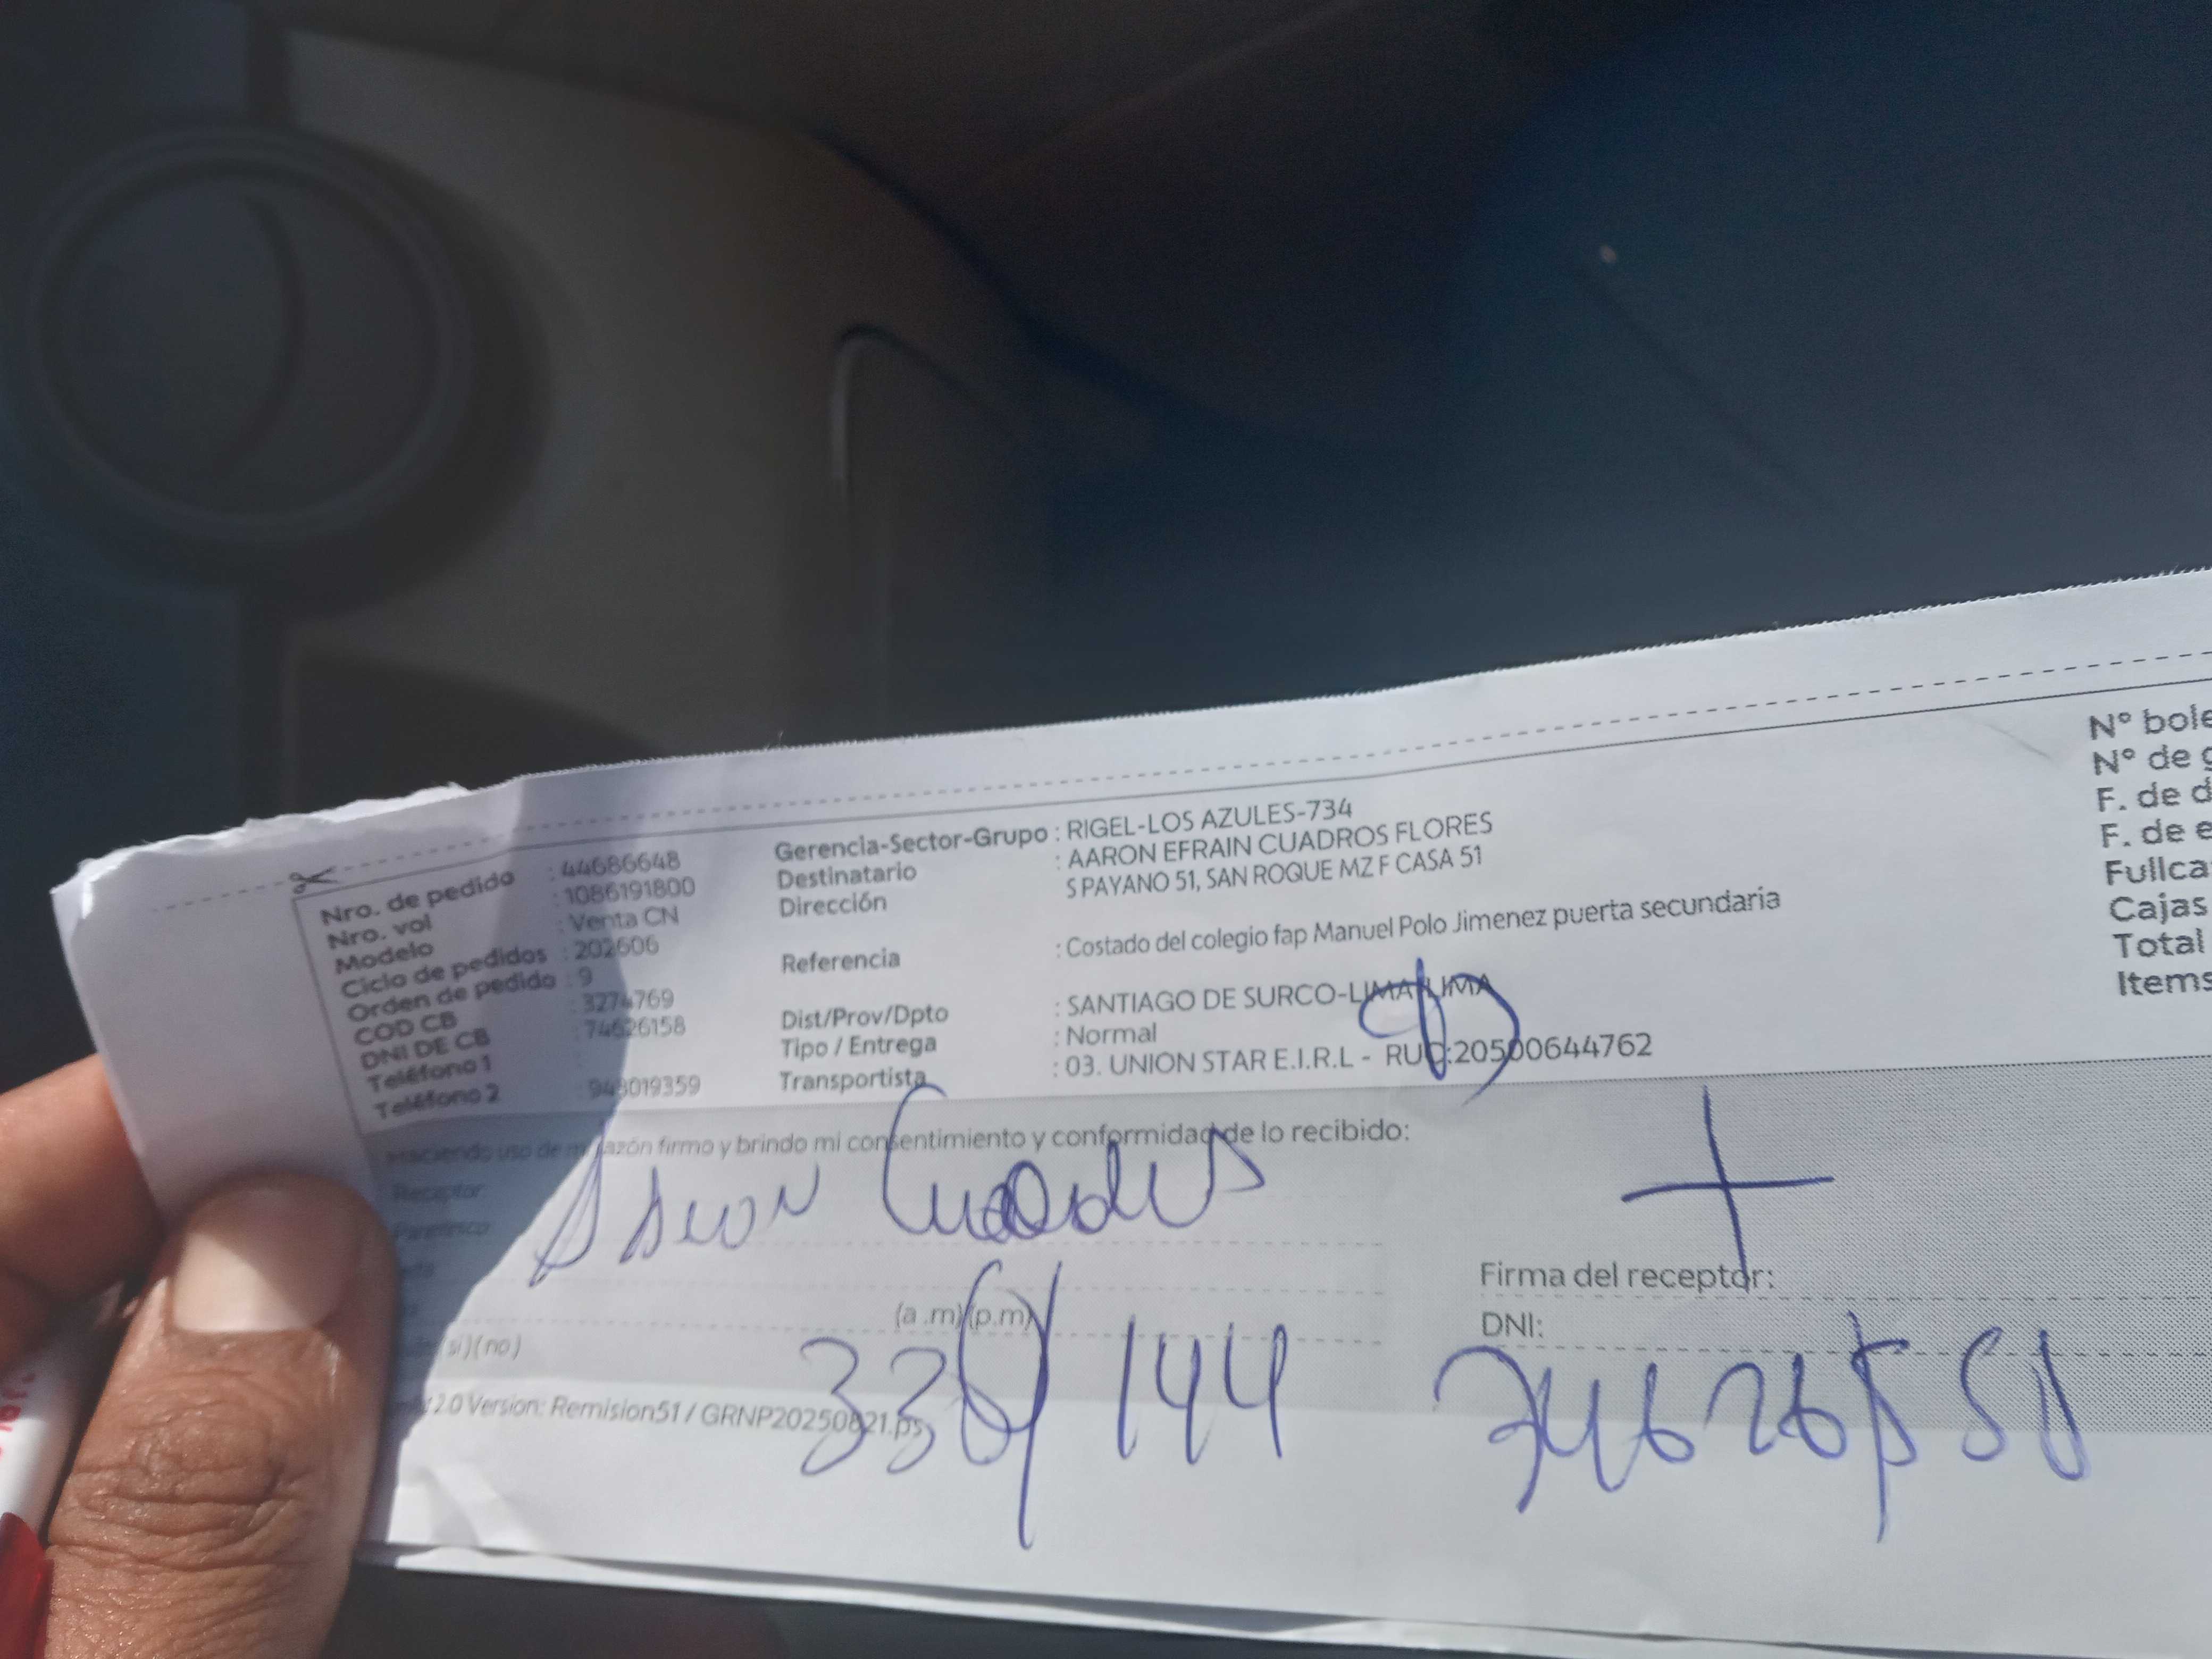 Nro. de pedido : 44686648
Nro. vol : 1086191800
Modelo : Venta CN
Ciclo de pedidos : 202606
Orden de pedido : 9
COD CB : 3274769
DNI DE CB : 74626158
Teléfono 1 :
Teléfono 2 : 948019359
Gerencia-Sector-Grupo : RIGEL-LOS AZULES-734
Destinatario : AARON EFRAIN CUADROS FLORES
Dirección S PAYANO 51, SAN ROQUE MZ F CASA 51
Referencia : Costado del colegio fap Manuel Polo Jimenez puerta secundaria
Dist/Prov/Dpto : SANTIAGO DE SURCO-LIMA-LIMA
Tipo / Entrega : Normal
Transportista : 03. UNION STAR E.I.R.L - RUC:20500644762
Nº bole
Nº de g
F. de d
F. de e
Fullca
Cajas
Total
Items
Haciendo uso de mi razón firmo y brindo mi consentimiento y conformidad de lo recibido:
Receptor
Parentesco
(a .m)(p.m)
(si)(no)
2.0 Version: Remision51 / GRNP20250821.ps
Cuadros
144
Firma del receptor:
DNI: